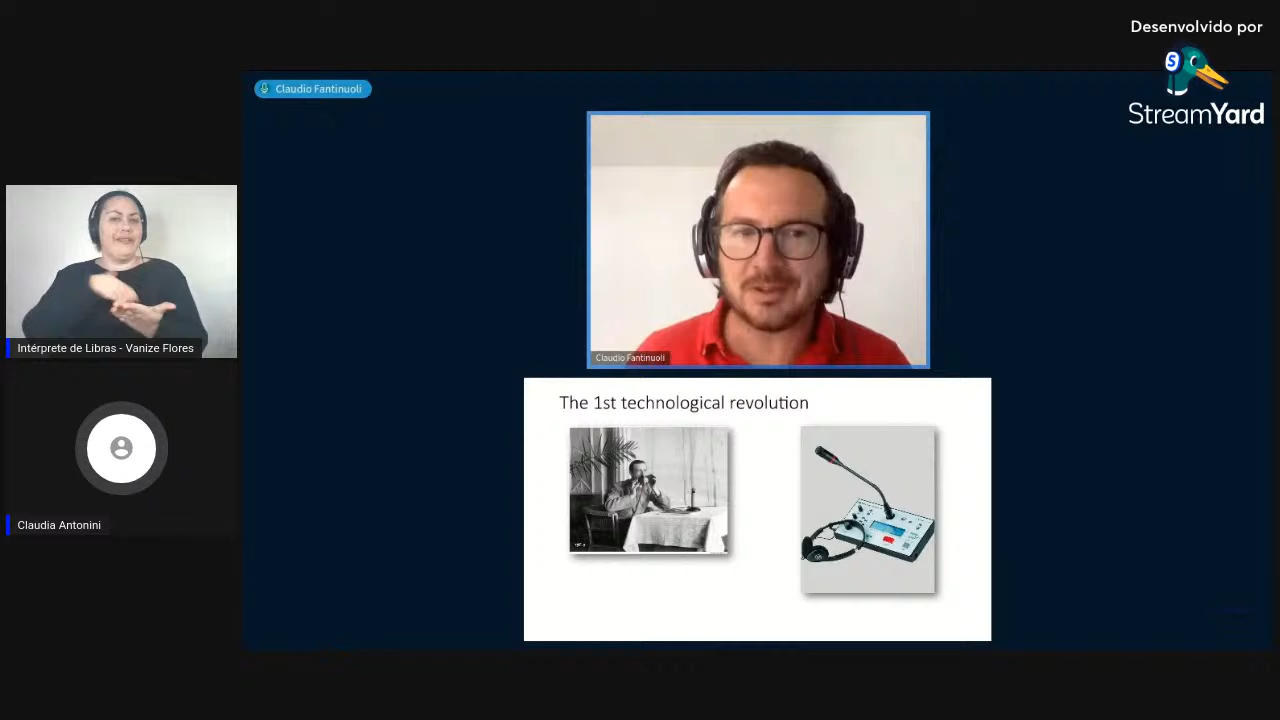 Desenvolvido por
StreamYard
Claudio Fantinuoli
Claudio Fantinuoli
Intérprete de Libras - Vanize Flores
Claudia Antonini
The 1st technological revolution